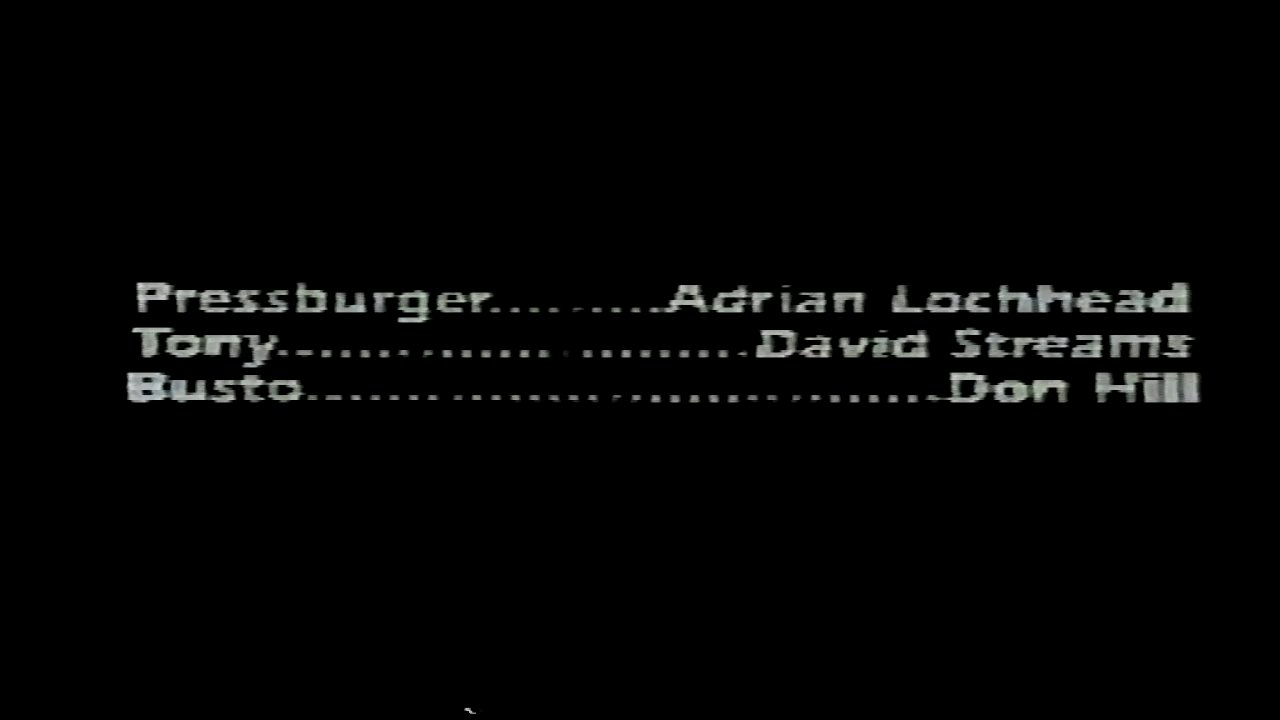 Pressburger.........Adrian Lochhead
Tony.......................David Streams
Busto................................Don Hill